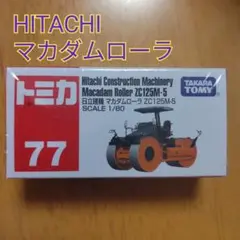 HITACHI
マカダムローラ
トミカ
77
Hitachi Construction Machinery
Macadam Roller ZC125M-5
日立建機 マカダムローラ ZC125M-5
SCALE 1/60
TAKARA
TOMY